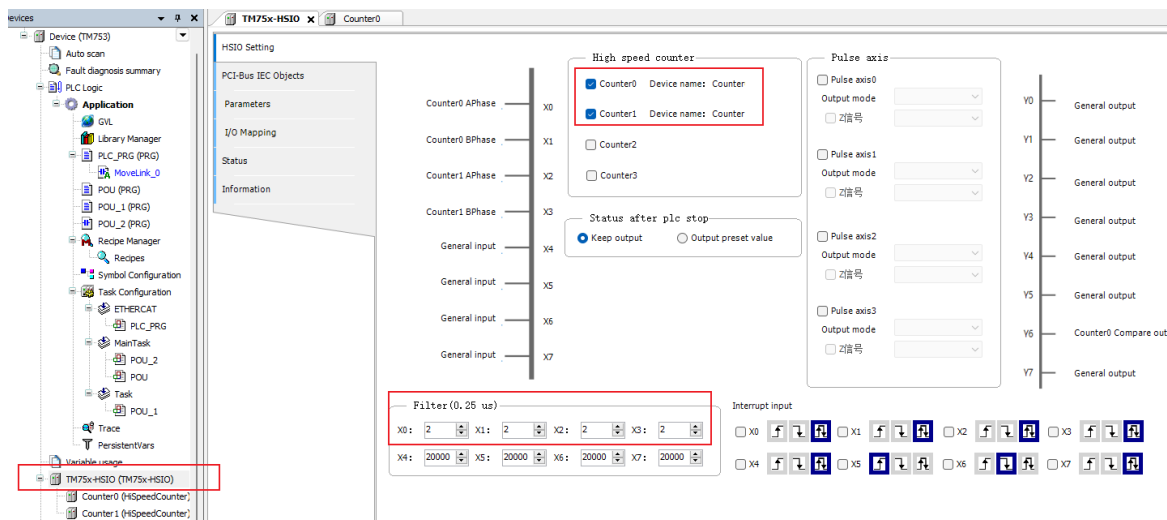 evices
Device (TM753)
Auto scan
Fault diagnosis summary
PLC Logic
Application
GVL
Library Manager
PLC_PRG (PRG)
MoveLink_0
POU (PRG)
POU_1 (PRG)
POU_2 (PRG)
Recipe Manager
Recipes
Symbol Configuration
Task Configuration
ETHERCAT
PLC_PRG
MainTask
POU_2
POU
Task
POU_1
Trace
PersistentVars
Variable usage
TM75x-HSIO (TM75x-HSIO)
Counter0 (HiSpeedCounter)
Counter1 (HiSpeedCounter)
TM75x-HSIO
Counter0
HSIO Setting
PCI-Bus IEC Objects
Parameters
I/O Mapping
Status
Information
Counter0 APhase X0
Counter0 BPhase X1
Counter1 APhase X2
Counter1 BPhase X3
General input X4
General input X5
General input X6
General input X7
High speed counter
Counter0 Device name: Counter
Counter1 Device name: Counter
Counter2
Counter3
Status after plc stop
Keep output Output preset value
Pulse axis
Pulse axis0
Output mode
Z信号
Pulse axis1
Output mode
Z信号
Pulse axis2
Output mode
Z信号
Pulse axis3
Output mode
Z信号
Y0 General output
Y1 General output
Y2 General output
Y3 General output
Y4 General output
Y5 General output
Y6 Counter0 Compare out
Y7 General output
Filter(0.25 us)
X0: 2 X1: 2 X2: 2 X3: 2
X4: 20000 X5: 20000 X6: 20000 X7: 20000
Interrupt input
X0 X1 X2 X3
X4 X5 X6 X7